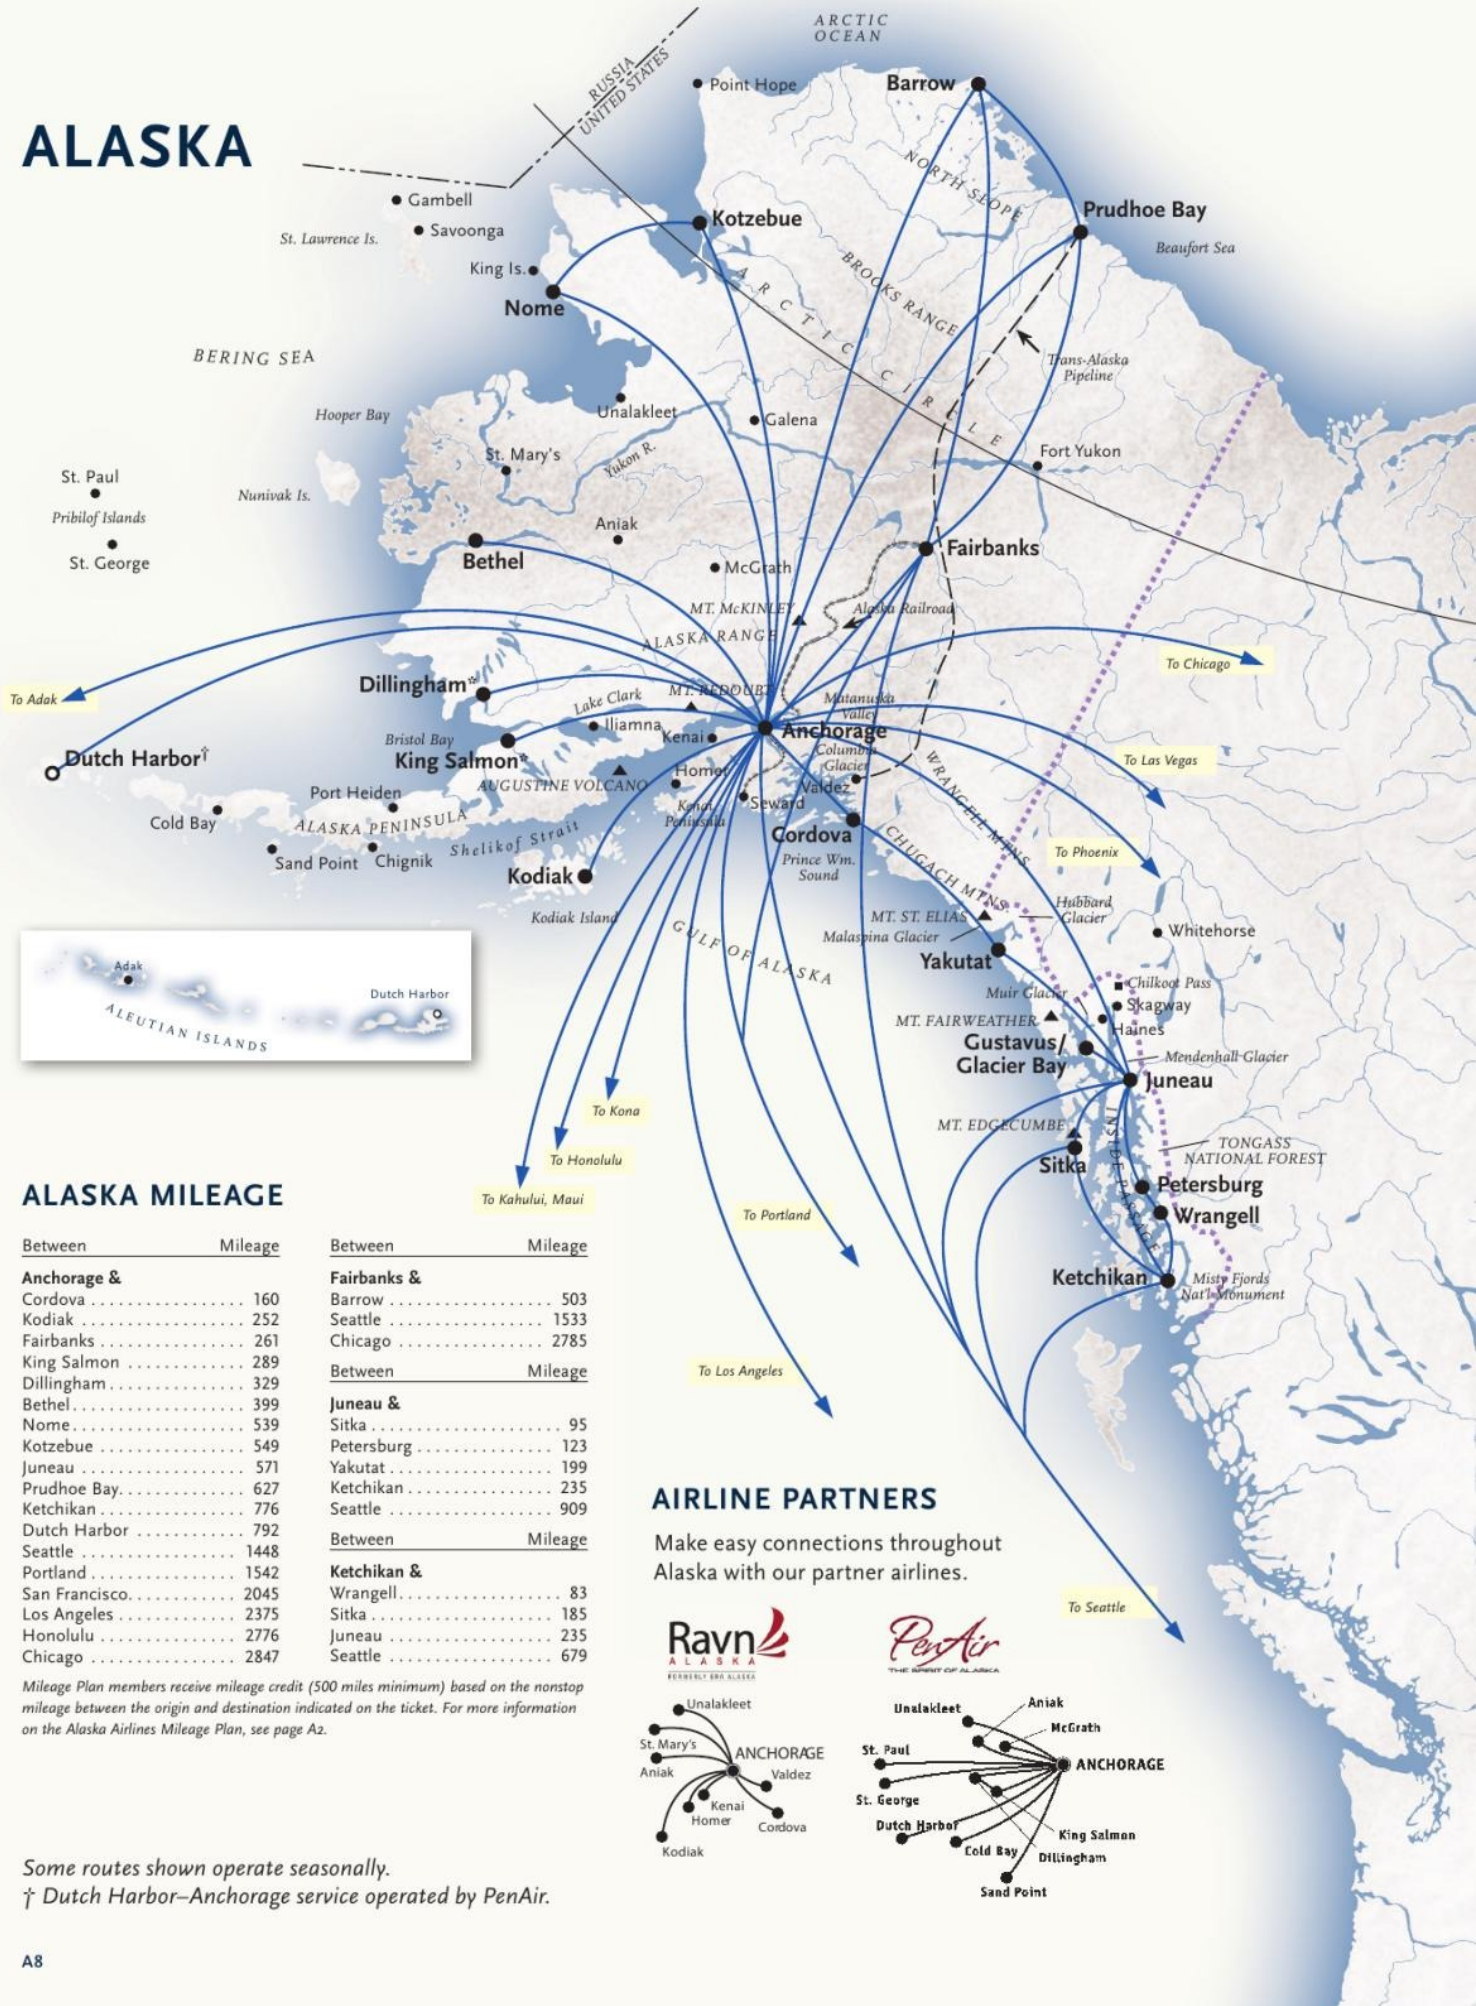 ARCTIC
OCEAN
RUSSIA
UNITED STATES
Point Hope
Barrow
ALASKA
NORTH SLOPE
Gambell
Savoonga
St. Lawrence Is.
Kotzebue
Prudhoe Bay
Beaufort Sea
King Is.
Nome
BROOKS RANGE
ARCTIC CIRCLE
BERING SEA
Trans-Alaska
Pipeline
Hooper Bay
Unalakleet
Galena
St. Mary's
Yukon R.
Fort Yukon
St. Paul
Nunivak Is.
Pribilof Islands
St. George
Aniak
Bethel
McGrath
Fairbanks
MT. McKINLEY
Alaska Railroad
ALASKA RANGE
To Chicago
To Adak
Dillingham*
Lake Clark
MT. REDOUBT
Matanuska
Valley
Iliamna
Kenai
Anchorage
Bristol Bay
King Salmon*
Columbia
Glacier
WRANGELL MTNS.
To Las Vegas
Dutch Harbor†
Homer
AUGUSTINE VOLCANO
Valdez
Port Heiden
Kenai
Peninsula
Seward
Cold Bay
ALASKA PENINSULA
Shelikof Strait
Cordova
Prince Wm.
Sound
CHUGACH MTNS.
To Phoenix
Sand Point
Chignik
Kodiak
Kodiak Island
GULF OF ALASKA
MT. ST. ELIAS
Malaspina Glacier
Hubbard
Glacier
Whitehorse
Yakutat
Adak
Dutch Harbor
ALEUTIAN ISLANDS
Muir Glacier
Chilkoot Pass
Skagway
MT. FAIRWEATHER
Haines
Gustavus/
Glacier Bay
Mendenhall Glacier
Juneau
To Kona
MT. EDGECUMBE
INSIDE PASSAGE
TONGASS
NATIONAL FOREST
To Honolulu
Sitka
Petersburg
To Kahului, Maui
To Portland
Wrangell
Ketchikan
Misty Fjords
Nat'l Monument
To Los Angeles
To Seattle
ALASKA MILEAGE
Between Mileage
Anchorage &
Cordova 160
Kodiak 252
Fairbanks 261
King Salmon 289
Dillingham 329
Bethel 399
Nome 539
Kotzebue 549
Juneau 571
Prudhoe Bay 627
Ketchikan 776
Dutch Harbor 792
Seattle 1448
Portland 1542
San Francisco 2045
Los Angeles 2375
Honolulu 2776
Chicago 2847
Between Mileage
Fairbanks &
Barrow 503
Seattle 1533
Chicago 2785
Between Mileage
Juneau &
Sitka 95
Petersburg 123
Yakutat 199
Ketchikan 235
Seattle 909
Between Mileage
Ketchikan &
Wrangell 83
Sitka 185
Juneau 235
Seattle 679
Mileage Plan members receive mileage credit (500 miles minimum) based on the nonstop
mileage between the origin and destination indicated on the ticket. For more information
on the Alaska Airlines Mileage Plan, see page A2.
AIRLINE PARTNERS
Make easy connections throughout
Alaska with our partner airlines.
Ravn
ALASKA
FORMERLY ERA ALASKA
Unalakleet
St. Mary's
ANCHORAGE
Aniak
Valdez
Kenai
Homer
Cordova
Kodiak
PenAir
THE SPIRIT OF ALASKA
Unalakleet
Aniak
McGrath
St. Paul
ANCHORAGE
St. George
Dutch Harbor
King Salmon
Cold Bay
Dillingham
Sand Point
Some routes shown operate seasonally.
† Dutch Harbor–Anchorage service operated by PenAir.
A8